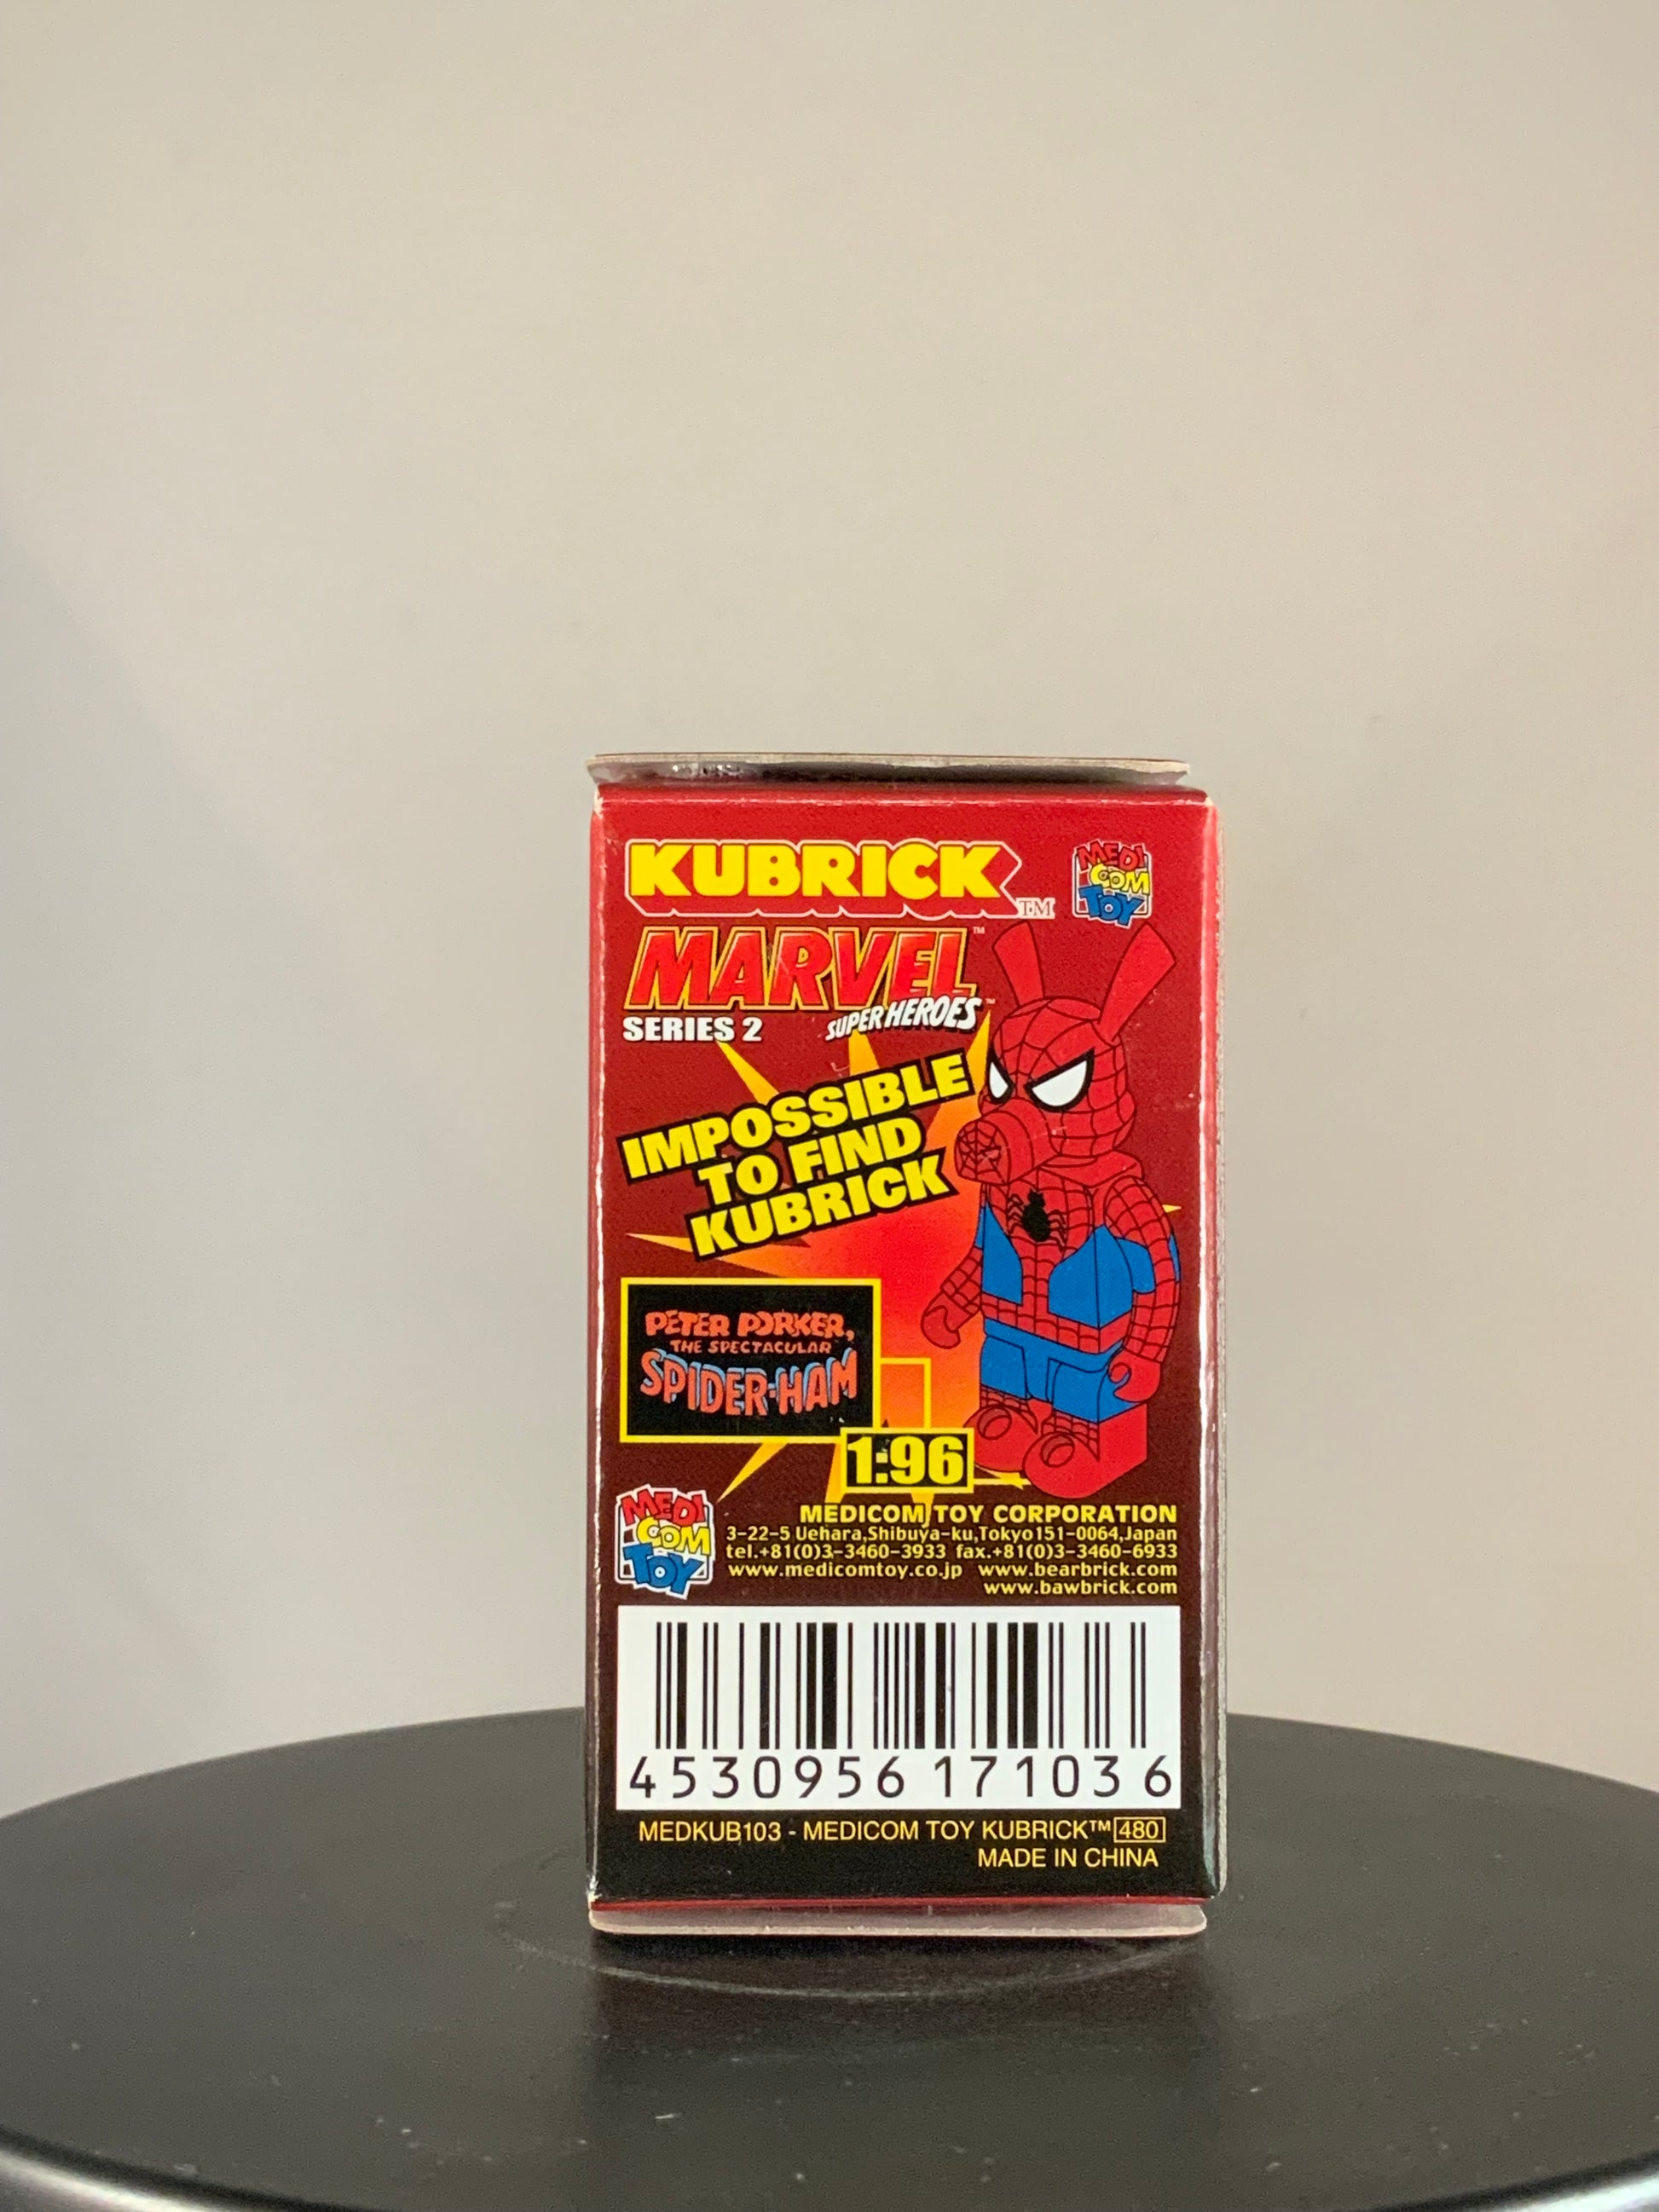 KUBRICK TM
MEDI
COM
TOY
MARVEL™
SERIES 2 SUPER HEROES™
IMPOSSIBLE
TO FIND
KUBRICK
PETER PORKER,
THE SPECTACULAR
SPIDER-HAM
1:96
MEDI
COM
TOY
MEDICOM TOY CORPORATION
3-22-5 Uehara,Shibuya-ku,Tokyo151-0064,Japan
tel.+81(0)3-3460-3933 fax.+81(0)3-3460-6933
www.medicomtoy.co.jp www.bearbrick.com
www.bawbrick.com
4530956171036
MEDKUB103 - MEDICOM TOY KUBRICK™ 480
MADE IN CHINA